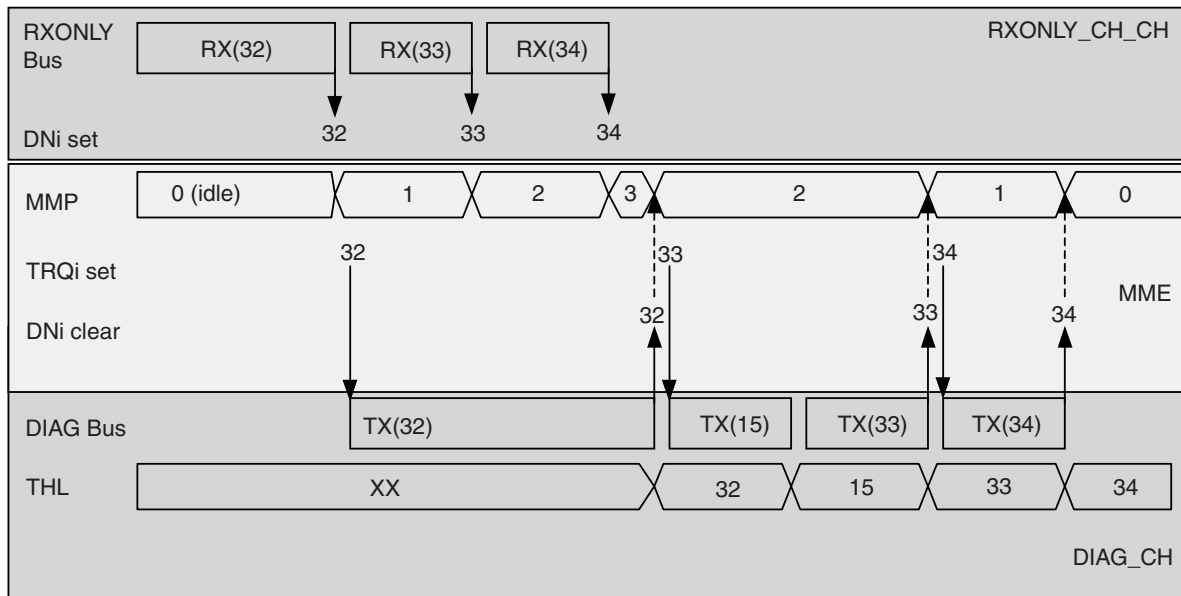 RXONLY
Bus
RX(32) RX(33) RX(34) RXONLY_CH_CH
DNi set 32 33 34
MMP 0 (idle) 1 2 3 2 1 0
32 33 34
TRQi set
MME
32 33 34
DNi clear
DIAG Bus TX(32) TX(15) TX(33) TX(34)
THL XX 32 15 33 34
DIAG_CH